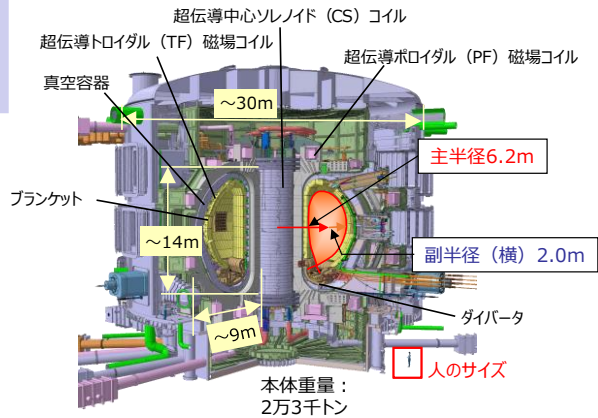 超伝導中心ソレノイド（CS）コイル
超伝導トロイダル（TF）磁場コイル
超伝導ポロイダル（PF）磁場コイル
真空容器
～30m
主半径6.2m
ブランケット
～14m
副半径（横）2.0m
ダイバータ
～9m
人のサイズ
本体重量：
2万3千トン